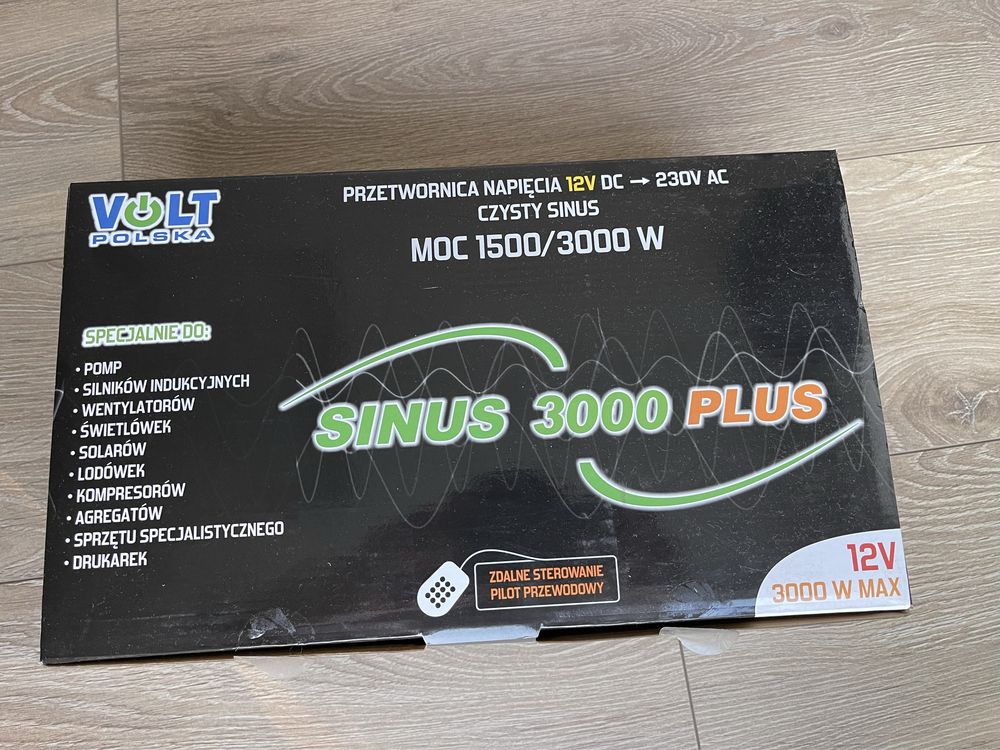 VOLT
POLSKA
PRZETWORNICA NAPIĘCIA 12V DC → 230V AC
CZYSTY SINUS
MOC 1500/3000 W
SPECJALNIE DO:
• POMP
• SILNIKÓW INDUKCYJNYCH
• WENTYLATORÓW
• ŚWIETLÓWEK
• SOLARÓW
• LODÓWEK
• KOMPRESORÓW
• AGREGATÓW
• SPRZĘTU SPECJALISTYCZNEGO
• DRUKAREK
SINUS 3000 PLUS
ZDALNE STEROWANIE
PILOT PRZEWODOWY
12V
3000 W MAX